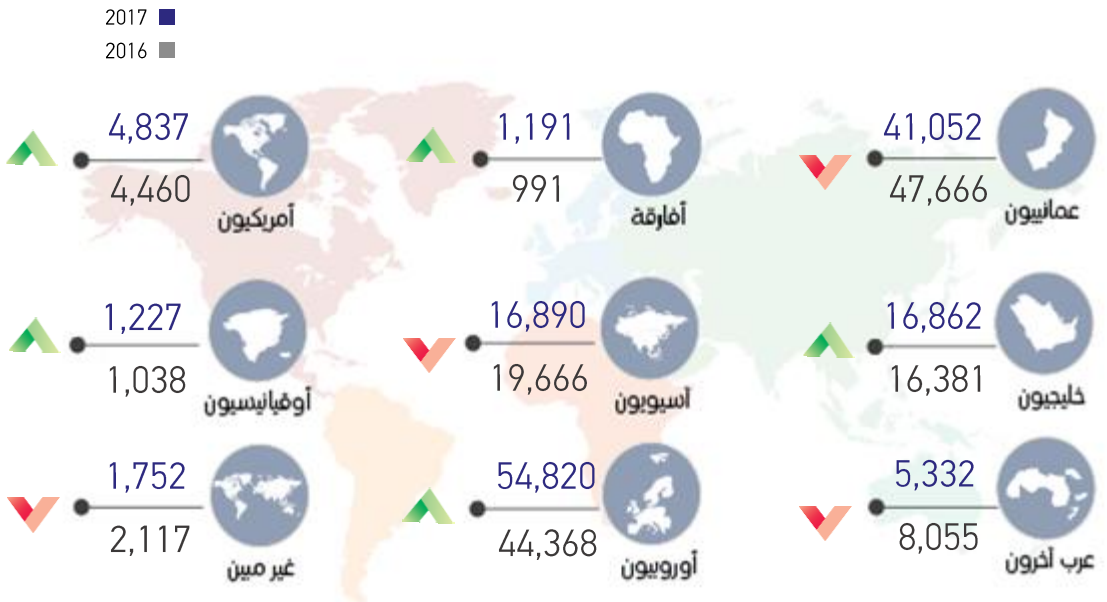 2017
2016
41,052
47,666
عمانييون
1,191
991
أفارقة
4,837
4,460
أمريكيون
16,862
16,381
خليجيون
16,890
19,666
آسيويون
1,227
1,038
أوقيانيسيون
5,332
8,055
عرب آخرون
54,820
44,368
أوروبيون
1,752
2,117
غير مبين